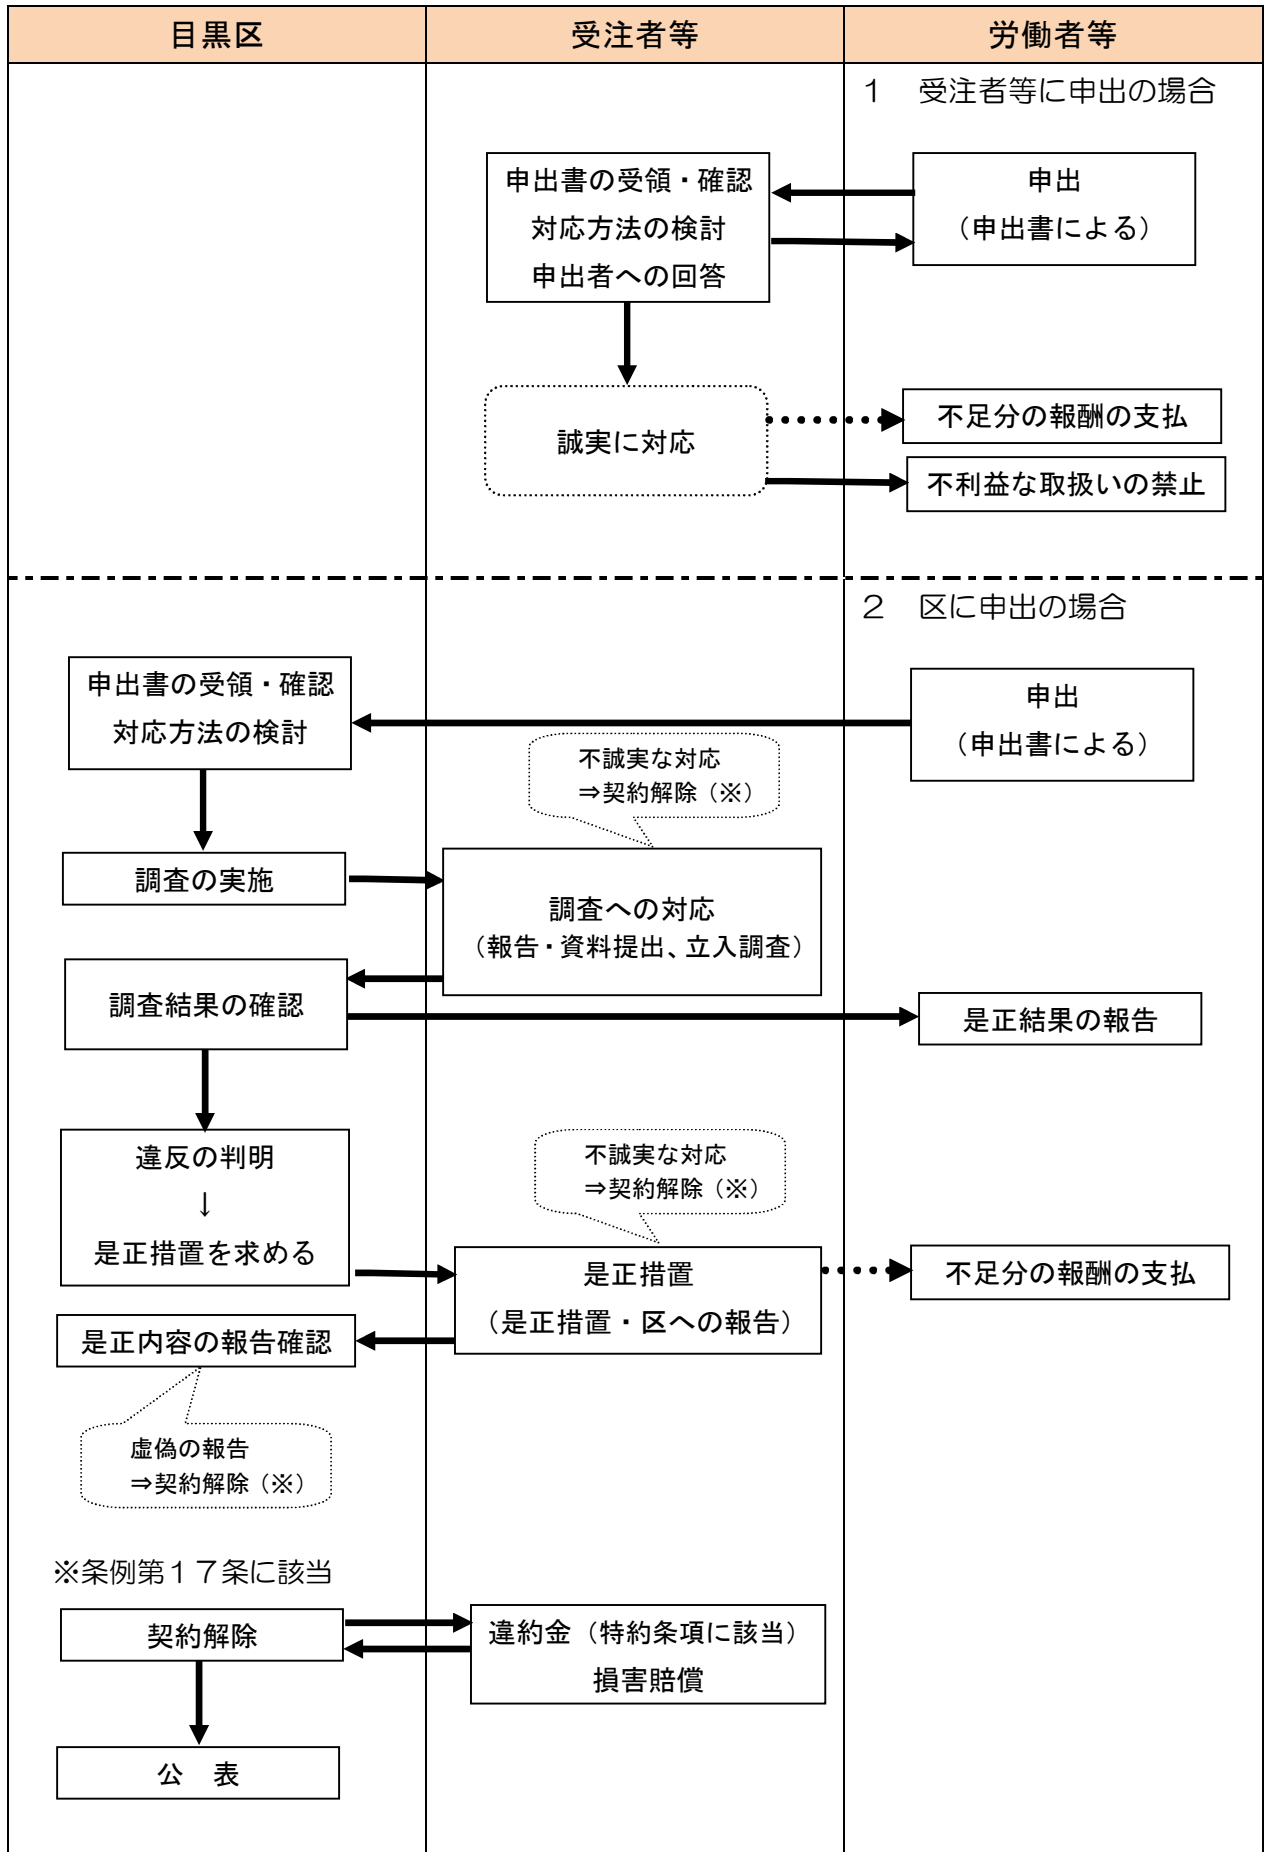 目黒区
受注者等
労働者等
１　受注者等に申出の場合
申出書の受領・確認
対応方法の検討
申出者への回答
申出
（申出書による）
誠実に対応
不足分の報酬の支払
不利益な取扱いの禁止
２　区に申出の場合
申出書の受領・確認
対応方法の検討
申出
（申出書による）
不誠実な対応
⇒契約解除（※）
調査の実施
調査への対応
（報告・資料提出、立入調査）
調査結果の確認
是正結果の報告
違反の判明
↓
是正措置を求める
不誠実な対応
⇒契約解除（※）
是正措置
（是正措置・区への報告）
不足分の報酬の支払
是正内容の報告確認
虚偽の報告
⇒契約解除（※）
※条例第１７条に該当
契約解除
違約金（特約条項に該当）
損害賠償
公　表